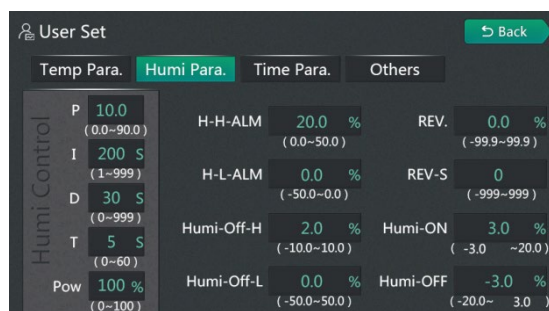 User Set
Back
Temp Para. Humi Para. Time Para. Others
Humi Control
P 10.0
( 0.0~90.0 )
I 200 S
( 1~999 )
D 30 S
( 0~999 )
T 5 S
( 0~60 )
Pow 100 %
( 0~100 )
H-H-ALM 20.0 %
( 0.0~50.0 )
H-L-ALM 0.0 %
( -50.0~0.0 )
Humi-Off-H 2.0 %
( -10.0~10.0 )
Humi-Off-L 0.0 %
( -50.0~50.0 )
REV. 0.0 %
( -99.9~99.9 )
REV-S 0
( -999~999 )
Humi-ON 3.0 %
( -3.0 ~20.0 )
Humi-OFF -3.0 %
( -20.0~ 3.0 )